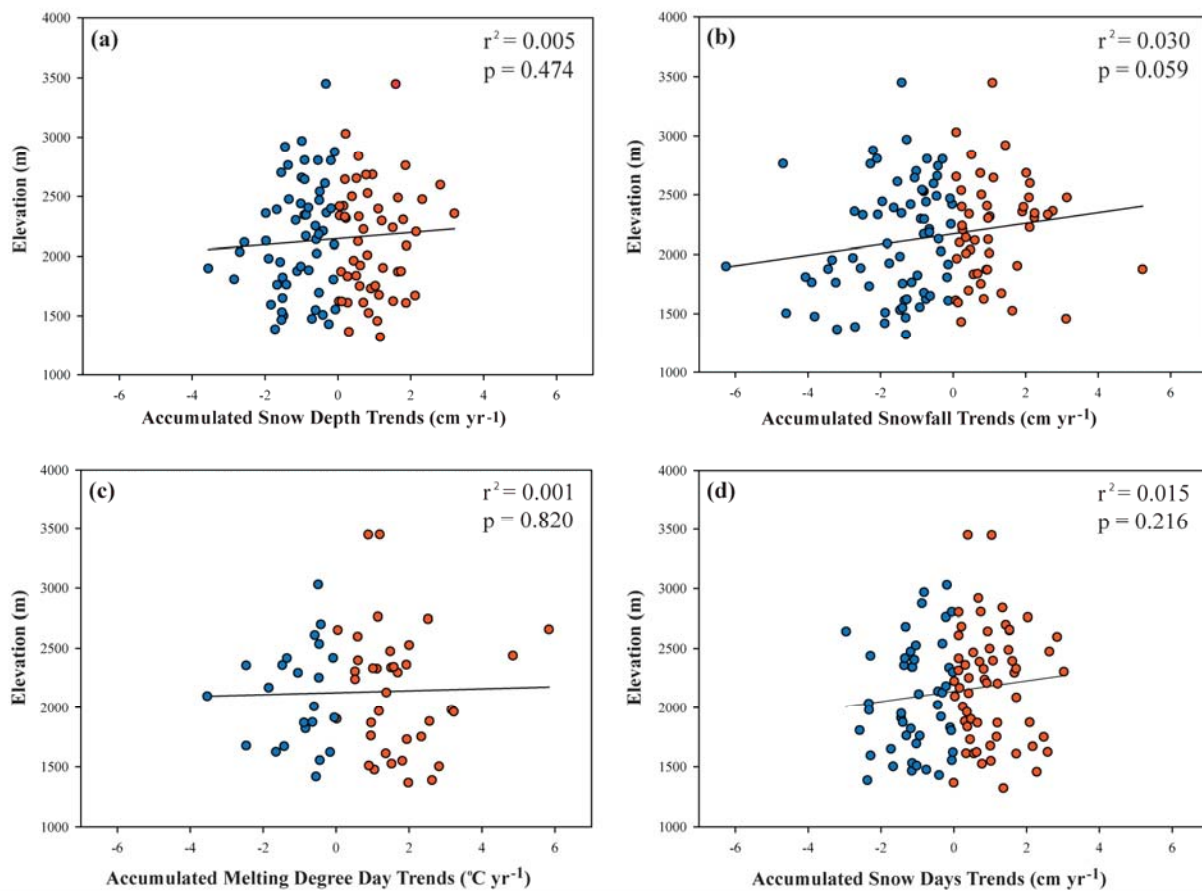 (a)
r² = 0.005
p = 0.474
4000
3500
3000
2500
2000
1500
1000
Elevation (m)
-6 -4 -2 0 2 4 6
Accumulated Snow Depth Trends (cm yr⁻¹)
(b)
r² = 0.030
p = 0.059
4000
3500
3000
2500
2000
1500
1000
Elevation (m)
-6 -4 -2 0 2 4 6
Accumulated Snowfall Trends (cm yr⁻¹)
(c)
r² = 0.001
p = 0.820
4000
3500
3000
2500
2000
1500
1000
Elevation (m)
-6 -4 -2 0 2 4 6
Accumulated Melting Degree Day Trends (°C yr⁻¹)
(d)
r² = 0.015
p = 0.216
4000
3500
3000
2500
2000
1500
1000
Elevation (m)
-6 -4 -2 0 2 4 6
Accumulated Snow Days Trends (cm yr⁻¹)